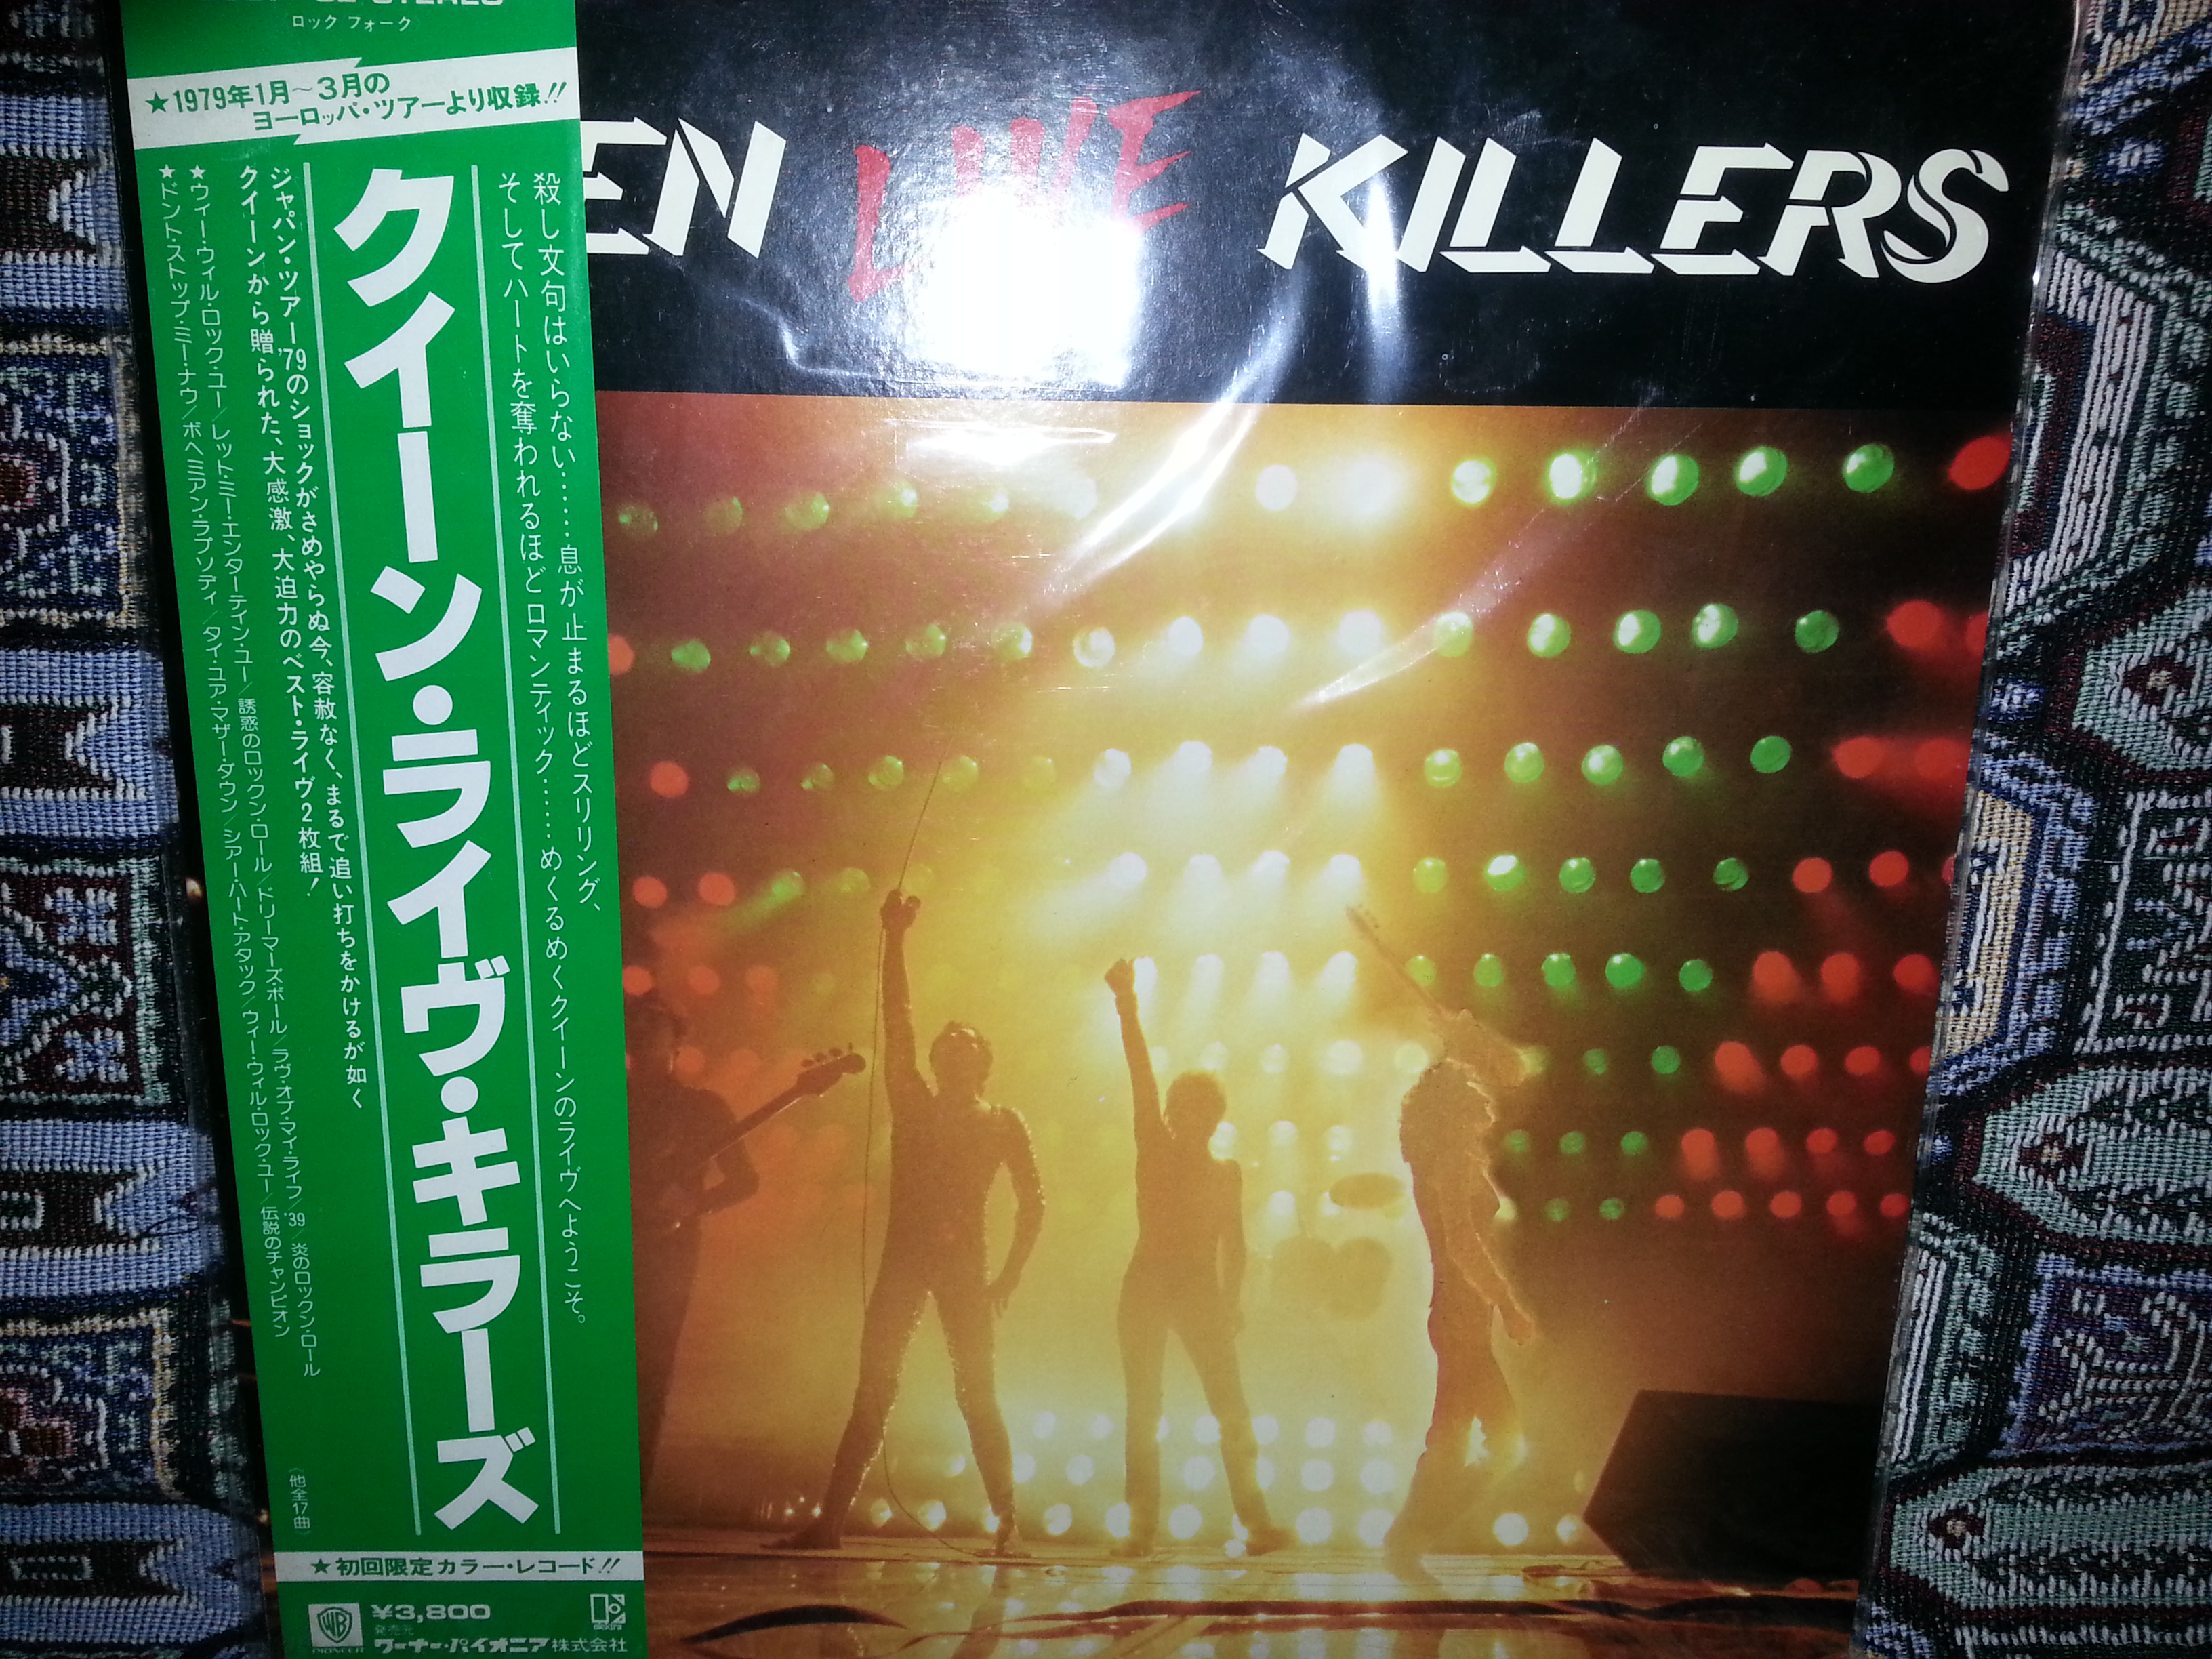 STEREO
ロック フォーク
★1979年1月～3月の
ヨーロッパ・ツアーより収録!!
EN LIVE KILLERS
殺し文句はいらない……息が止まるほどスリリング、
そしてハートを奪われるほどロマンティック……めくるめくクイーンのライヴへようこそ。
クイーン・ライヴ・キラーズ
ジャパン・ツアー'79のショックがさめやらぬ今、容赦なく、まるで追い打ちをかけるが如く
クイーンから贈られた、大感激、大迫力のベスト・ライヴ2枚組!
★ウィー・ウィル・ロック・ユー/レット・ミー・エンターティン・ユー/誘惑のロックン・ロール/ドリーマーズ・ボール/ラヴ・オブ・マイ・ライフ/'39/炎のロックン・ロール
★ドント・ストップ・ミー・ナウ/ボヘミアン・ラプソディ/タイ・ユア・マザー・ダウン/シアー・ハート・アタック/ウィー・ウィル・ロック・ユー/伝説のチャンピオン
(他全17曲)
★初回限定カラー・レコード!!
WB
PIONEER
¥3,800
発売元
ワーナー・パイオニア株式会社
elektra